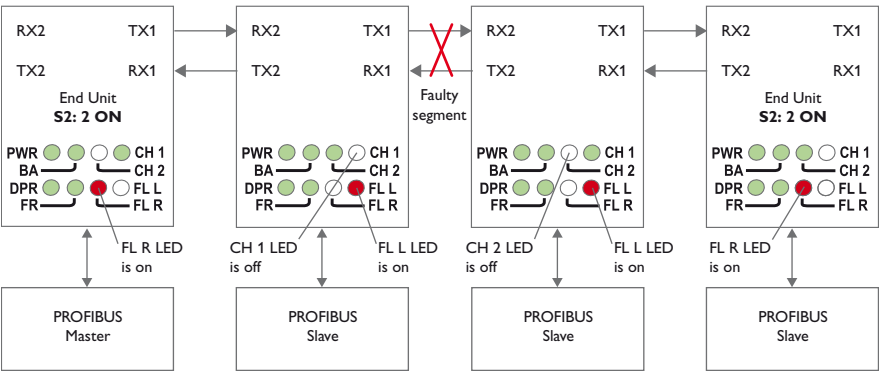 RX2 TX1
TX2 RX1
End Unit
S2: 2 ON
PWR CH 1
BA CH 2
DPR FL L
FR FL R
FL R LED
is on
PROFIBUS
Master
RX2 TX1
TX2 RX1
PWR CH 1
BA CH 2
DPR FL L
FR FL R
CH 1 LED
is off
FL L LED
is on
PROFIBUS
Slave
Faulty
segment
RX2 TX1
TX2 RX1
PWR CH 1
BA CH 2
DPR FL L
FR FL R
CH 2 LED
is off
FL L LED
is on
PROFIBUS
Slave
RX2 TX1
TX2 RX1
End Unit
S2: 2 ON
PWR CH 1
BA CH 2
DPR FL L
FR FL R
FL R LED
is on
PROFIBUS
Slave